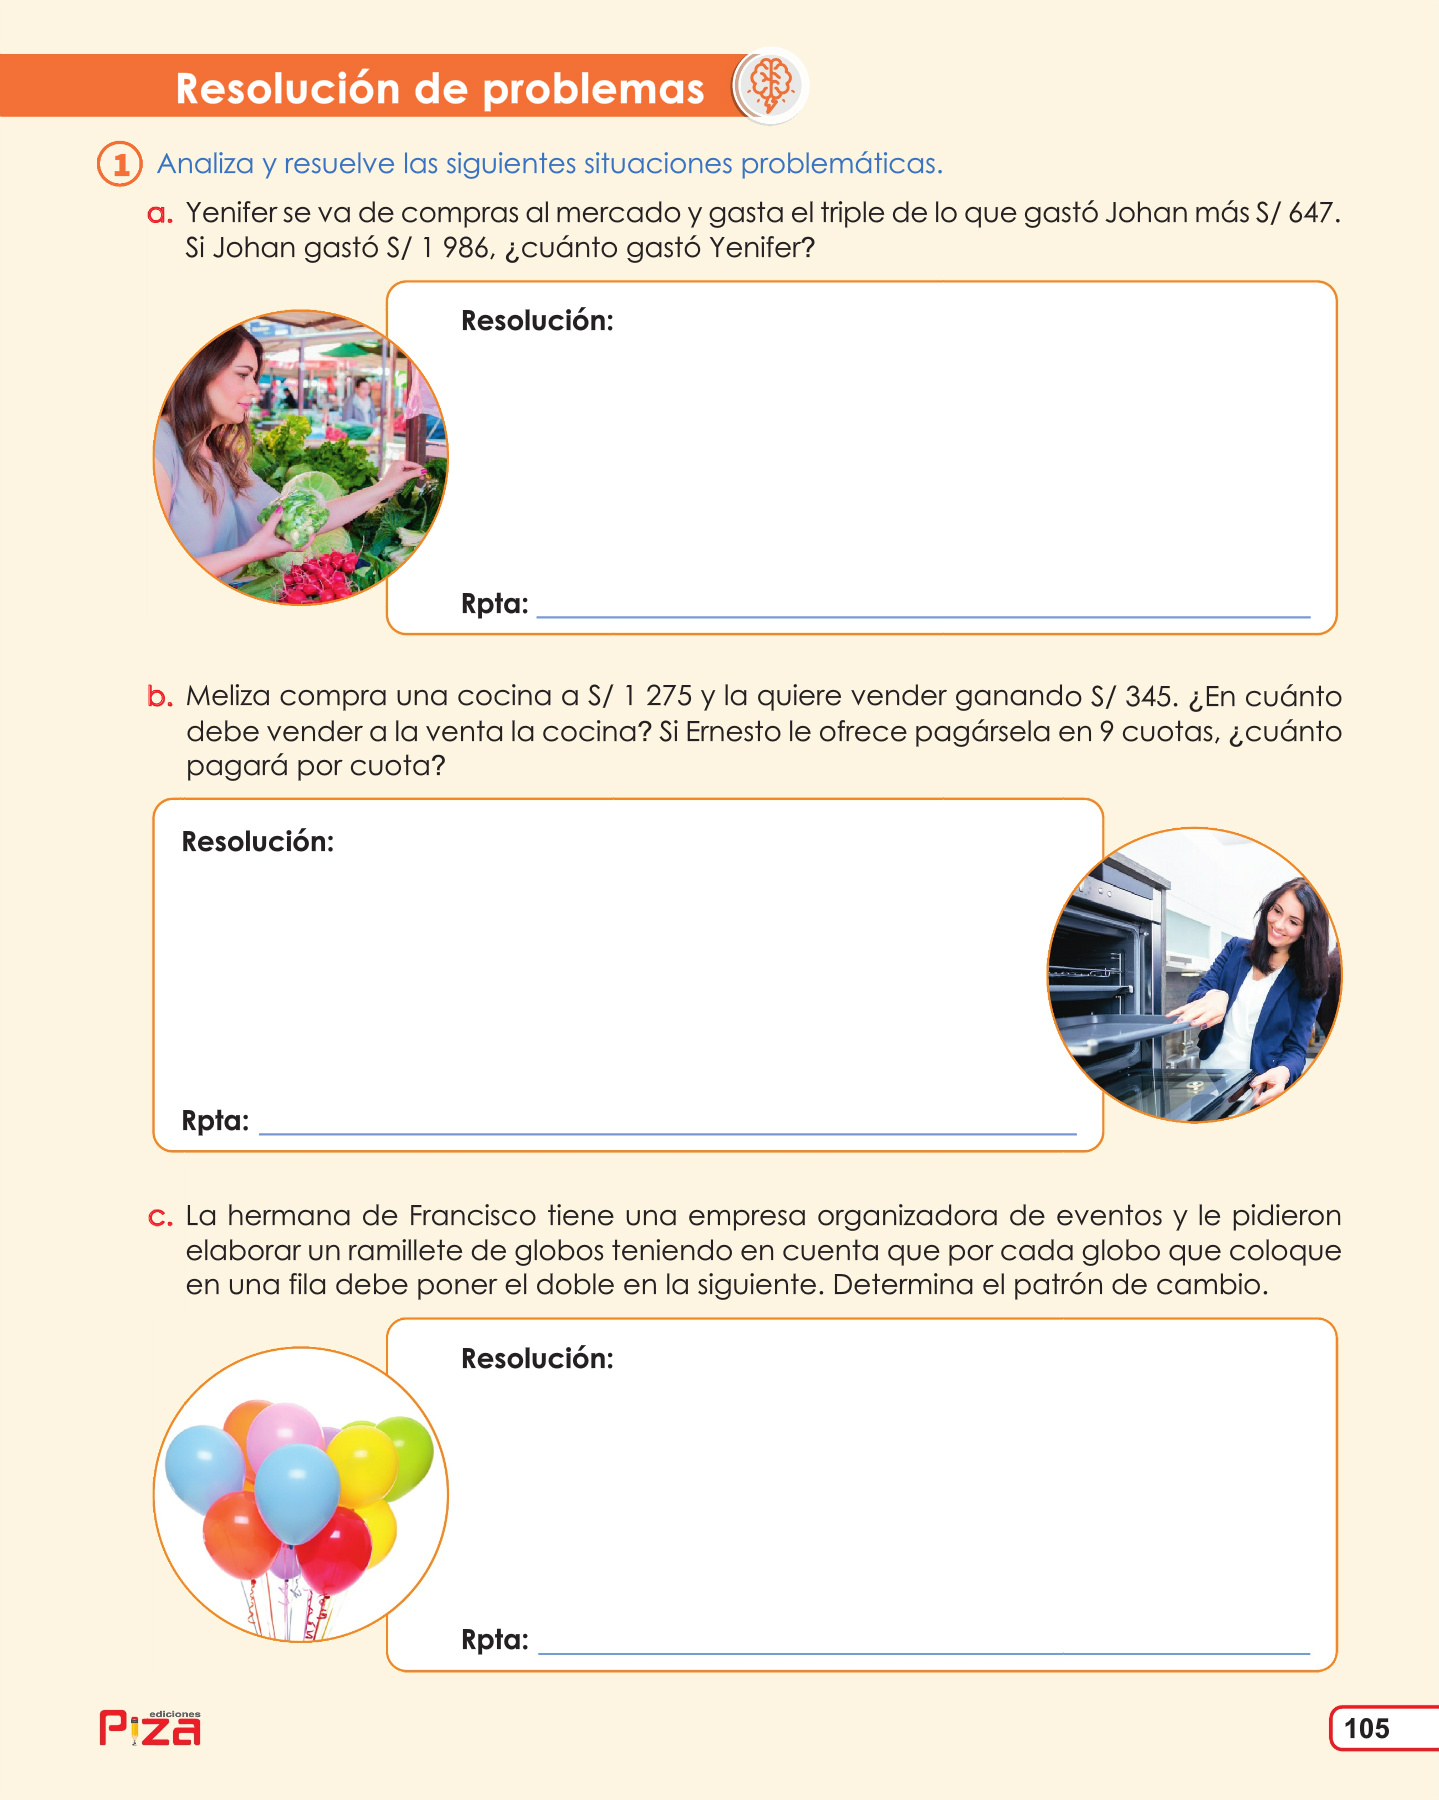 Resolución de problemas
1 Analiza y resuelve las siguientes situaciones problemáticas.
a. Yenifer se va de compras al mercado y gasta el triple de lo que gastó Johan más S/ 647.
Si Johan gastó S/ 1 986, ¿cuánto gastó Yenifer?
Resolución:
Rpta:
b. Meliza compra una cocina a S/ 1 275 y la quiere vender ganando S/ 345. ¿En cuánto
debe vender a la venta la cocina? Si Ernesto le ofrece pagársela en 9 cuotas, ¿cuánto
pagará por cuota?
Resolución:
Rpta:
c. La hermana de Francisco tiene una empresa organizadora de eventos y le pidieron
elaborar un ramillete de globos teniendo en cuenta que por cada globo que coloque
en una fila debe poner el doble en la siguiente. Determina el patrón de cambio.
Resolución:
Rpta:
ediciones
Piza
105